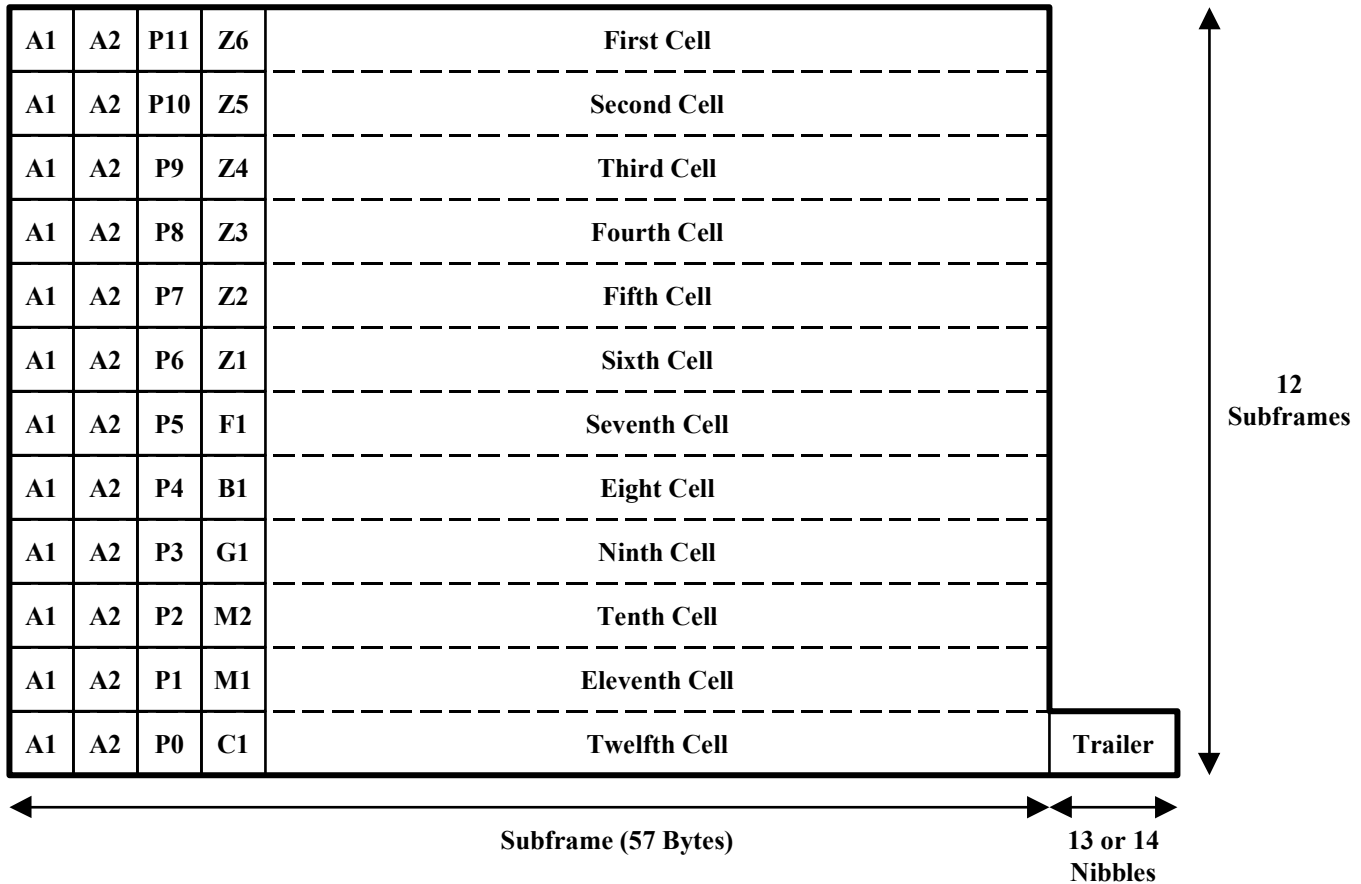 A1 A2 P11 Z6 First Cell
A1 A2 P10 Z5 Second Cell
A1 A2 P9 Z4 Third Cell
A1 A2 P8 Z3 Fourth Cell
A1 A2 P7 Z2 Fifth Cell
A1 A2 P6 Z1 Sixth Cell
12
Subframes
A1 A2 P5 F1 Seventh Cell
A1 A2 P4 B1 Eight Cell
A1 A2 P3 G1 Ninth Cell
A1 A2 P2 M2 Tenth Cell
A1 A2 P1 M1 Eleventh Cell
A1 A2 P0 C1 Twelfth Cell Trailer
Subframe (57 Bytes)
13 or 14
Nibbles